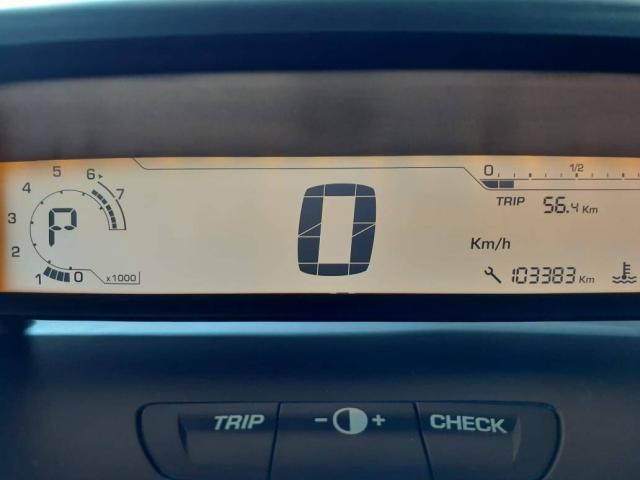 5 6 7
4
3
2
1 0 x1000
P
0
0 1/2
TRIP 56.4 Km
Km/h
103383 Km
TRIP - + CHECK